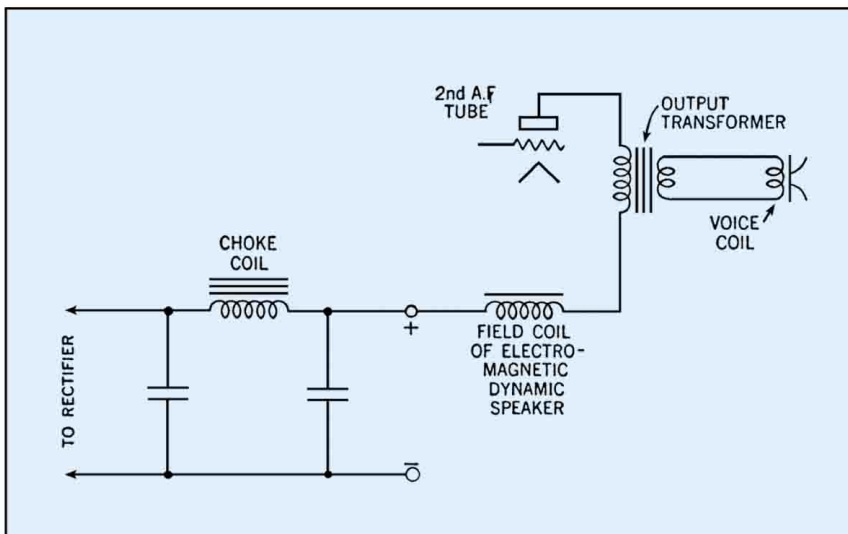 2nd A.F
TUBE
OUTPUT
TRANSFORMER
VOICE
COIL
CHOKE
COIL
+
FIELD COIL
OF ELECTRO-
MAGNETIC
DYNAMIC
SPEAKER
TO RECTIFIER
−